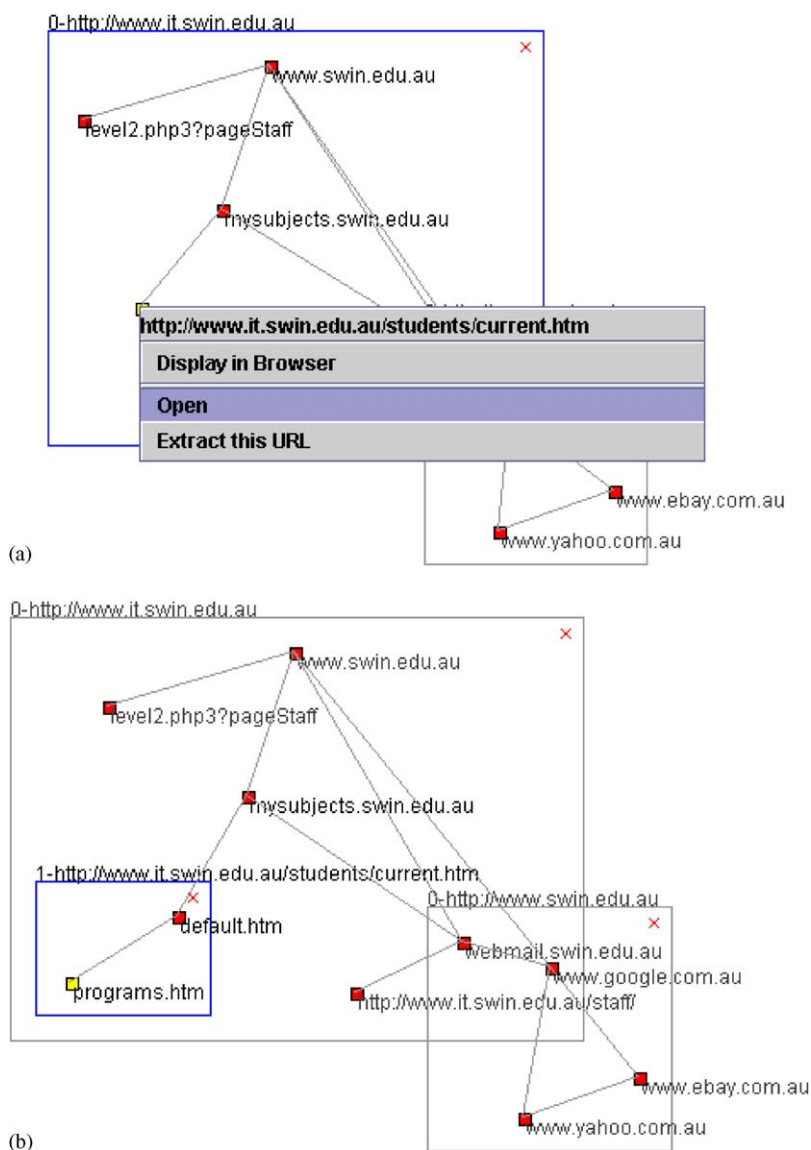 0-http://www.it.swin.edu.au
www.swin.edu.au
level2.php3?pageStaff
mysubjects.swin.edu.au
http://www.it.swin.edu.au/students/current.htm
Display in Browser
Open
Extract this URL
www.ebay.com.au
www.yahoo.com.au
(a)
0-http://www.it.swin.edu.au
www.swin.edu.au
level2.php3?pageStaff
mysubjects.swin.edu.au
1-http://www.it.swin.edu.au/students/current.htm
0-http://www.swin.edu.au
default.htm
webmail.swin.edu.au
www.google.com.au
programs.htm
http://www.it.swin.edu.au/staff/
www.ebay.com.au
www.yahoo.com.au
(b)